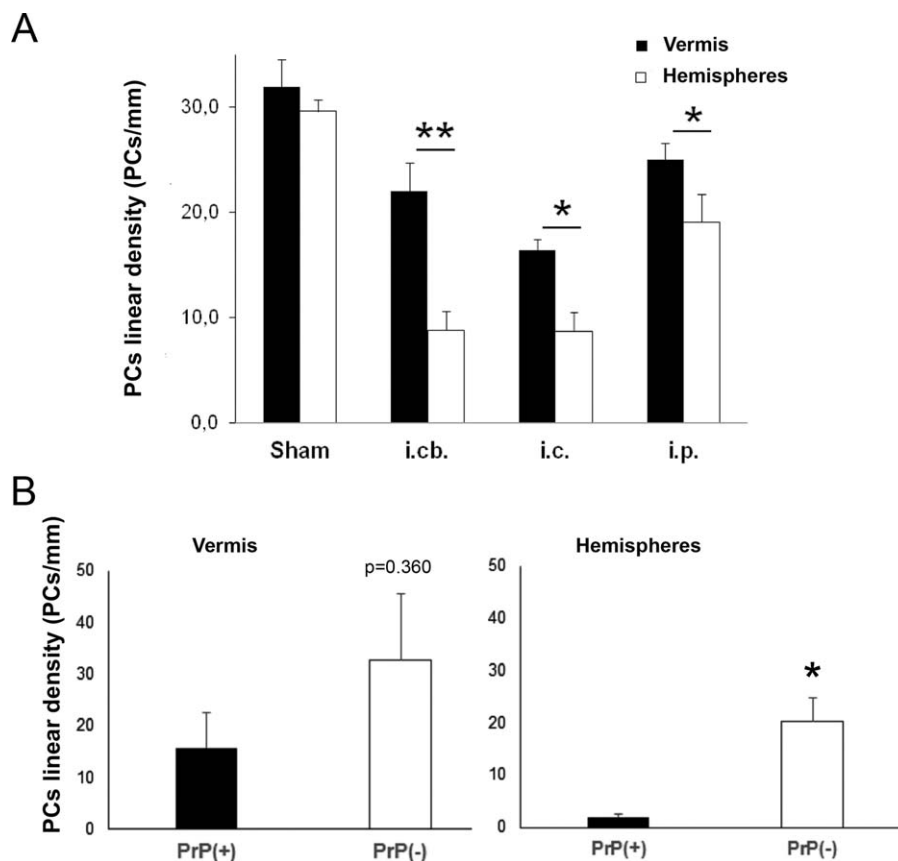 A
PCs linear density (PCs/mm)
30,0
20,0
10,0
0,0
Vermis
Hemispheres
**
*
*
Sham i.cb. i.c. i.p.
B
PCs linear density (PCs/mm)
Vermis
50
40
30
20
10
0
p=0.360
PrP(+) PrP(-)
Hemispheres
50
40
30
20
10
0
*
PrP(+) PrP(-)